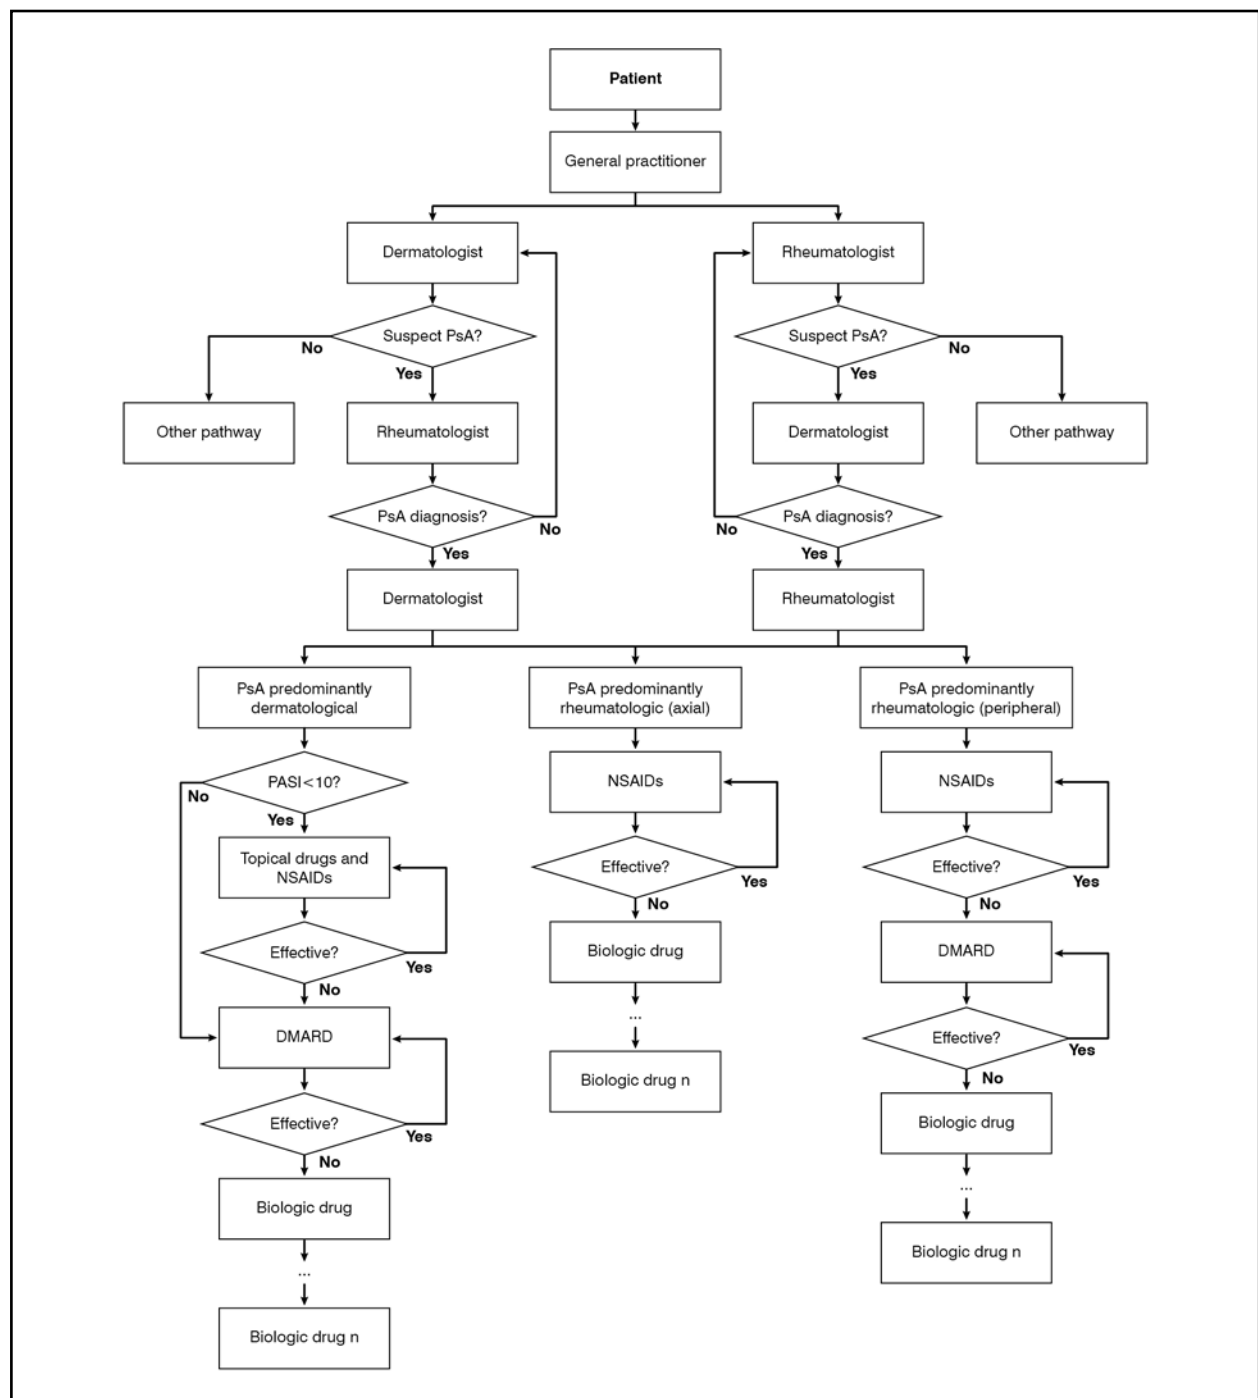 Patient
General practitioner
Dermatologist
Rheumatologist
Suspect PsA?
Suspect PsA?
No
Yes
Yes
No
Other pathway
Rheumatologist
Dermatologist
Other pathway
PsA diagnosis?
PsA diagnosis?
No
Yes
No
Yes
Dermatologist
Rheumatologist
PsA predominantly
dermatological
PsA predominantly
rheumatologic (axial)
PsA predominantly
rheumatologic (peripheral)
PASI<10?
No
Yes
NSAIDs
NSAIDs
Topical drugs and
NSAIDs
Effective?
Yes
No
Effective?
Yes
No
Effective?
Yes
No
Biologic drug
DMARD
...
DMARD
Effective?
Yes
No
Biologic drug n
Effective?
Yes
No
Biologic drug
Biologic drug
...
...
Biologic drug n
Biologic drug n